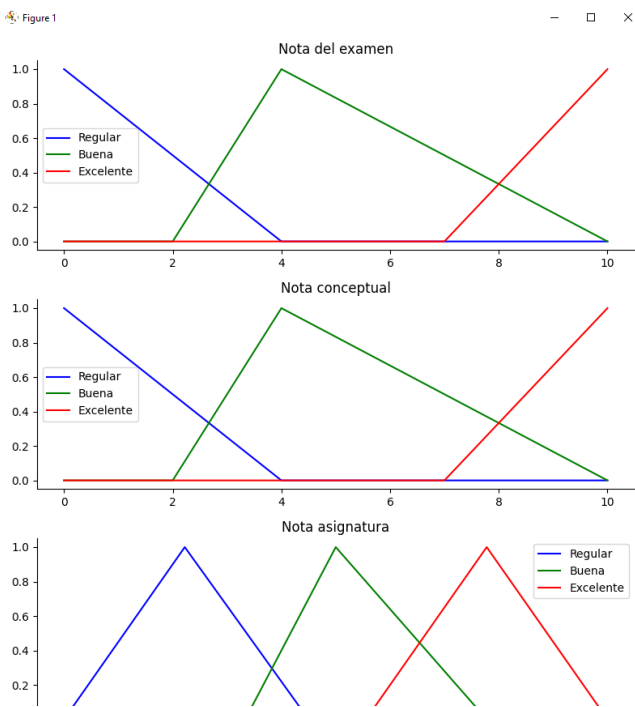 Figure 1
Nota del examen
1.0
0.8
0.6
0.4
0.2
0.0
Regular
Buena
Excelente
0 2 4 6 8 10
Nota conceptual
1.0
0.8
0.6
0.4
0.2
0.0
Regular
Buena
Excelente
0 2 4 6 8 10
Nota asignatura
1.0
0.8
0.6
0.4
0.2
Regular
Buena
Excelente